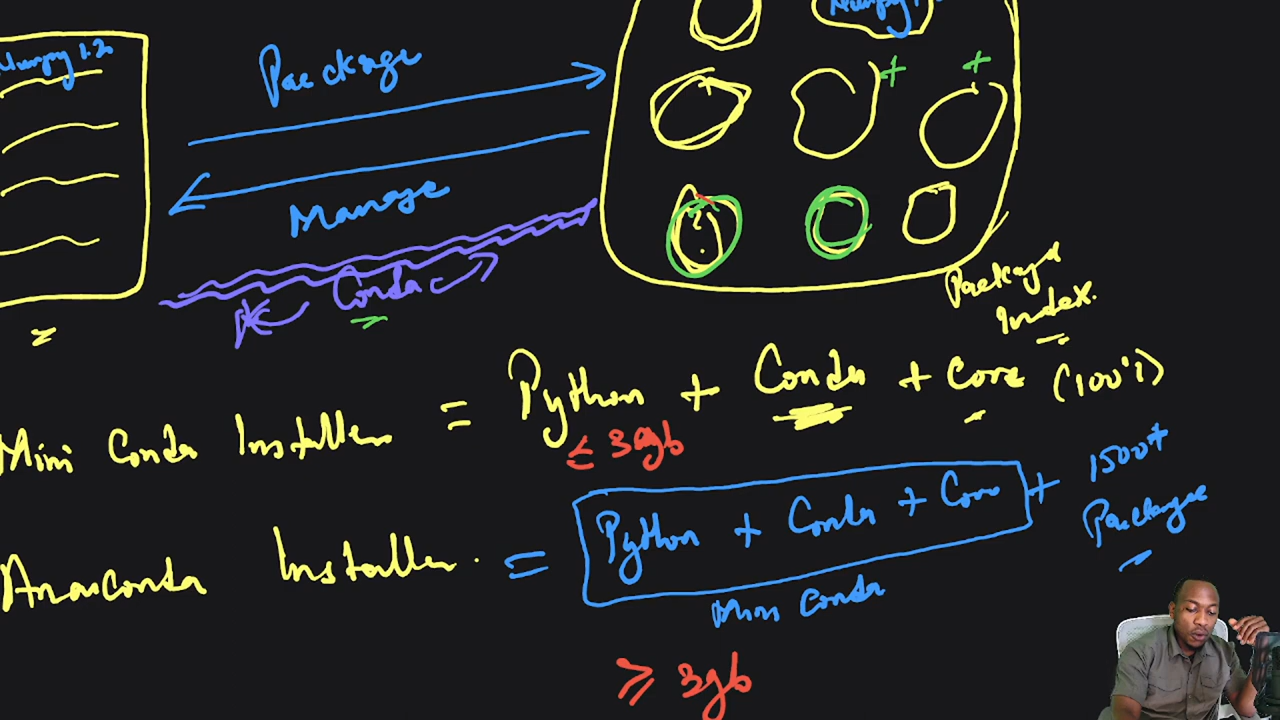 Numpy 1.20
Package
Manage
Conda
Package
Index.
Mini Conda Installer = Python + Conda + core (100's)
≤ 3gb
Anaconda Installer = Python + Conda + Core + 1500+
Packages
Mini Conda
≥ 3gb